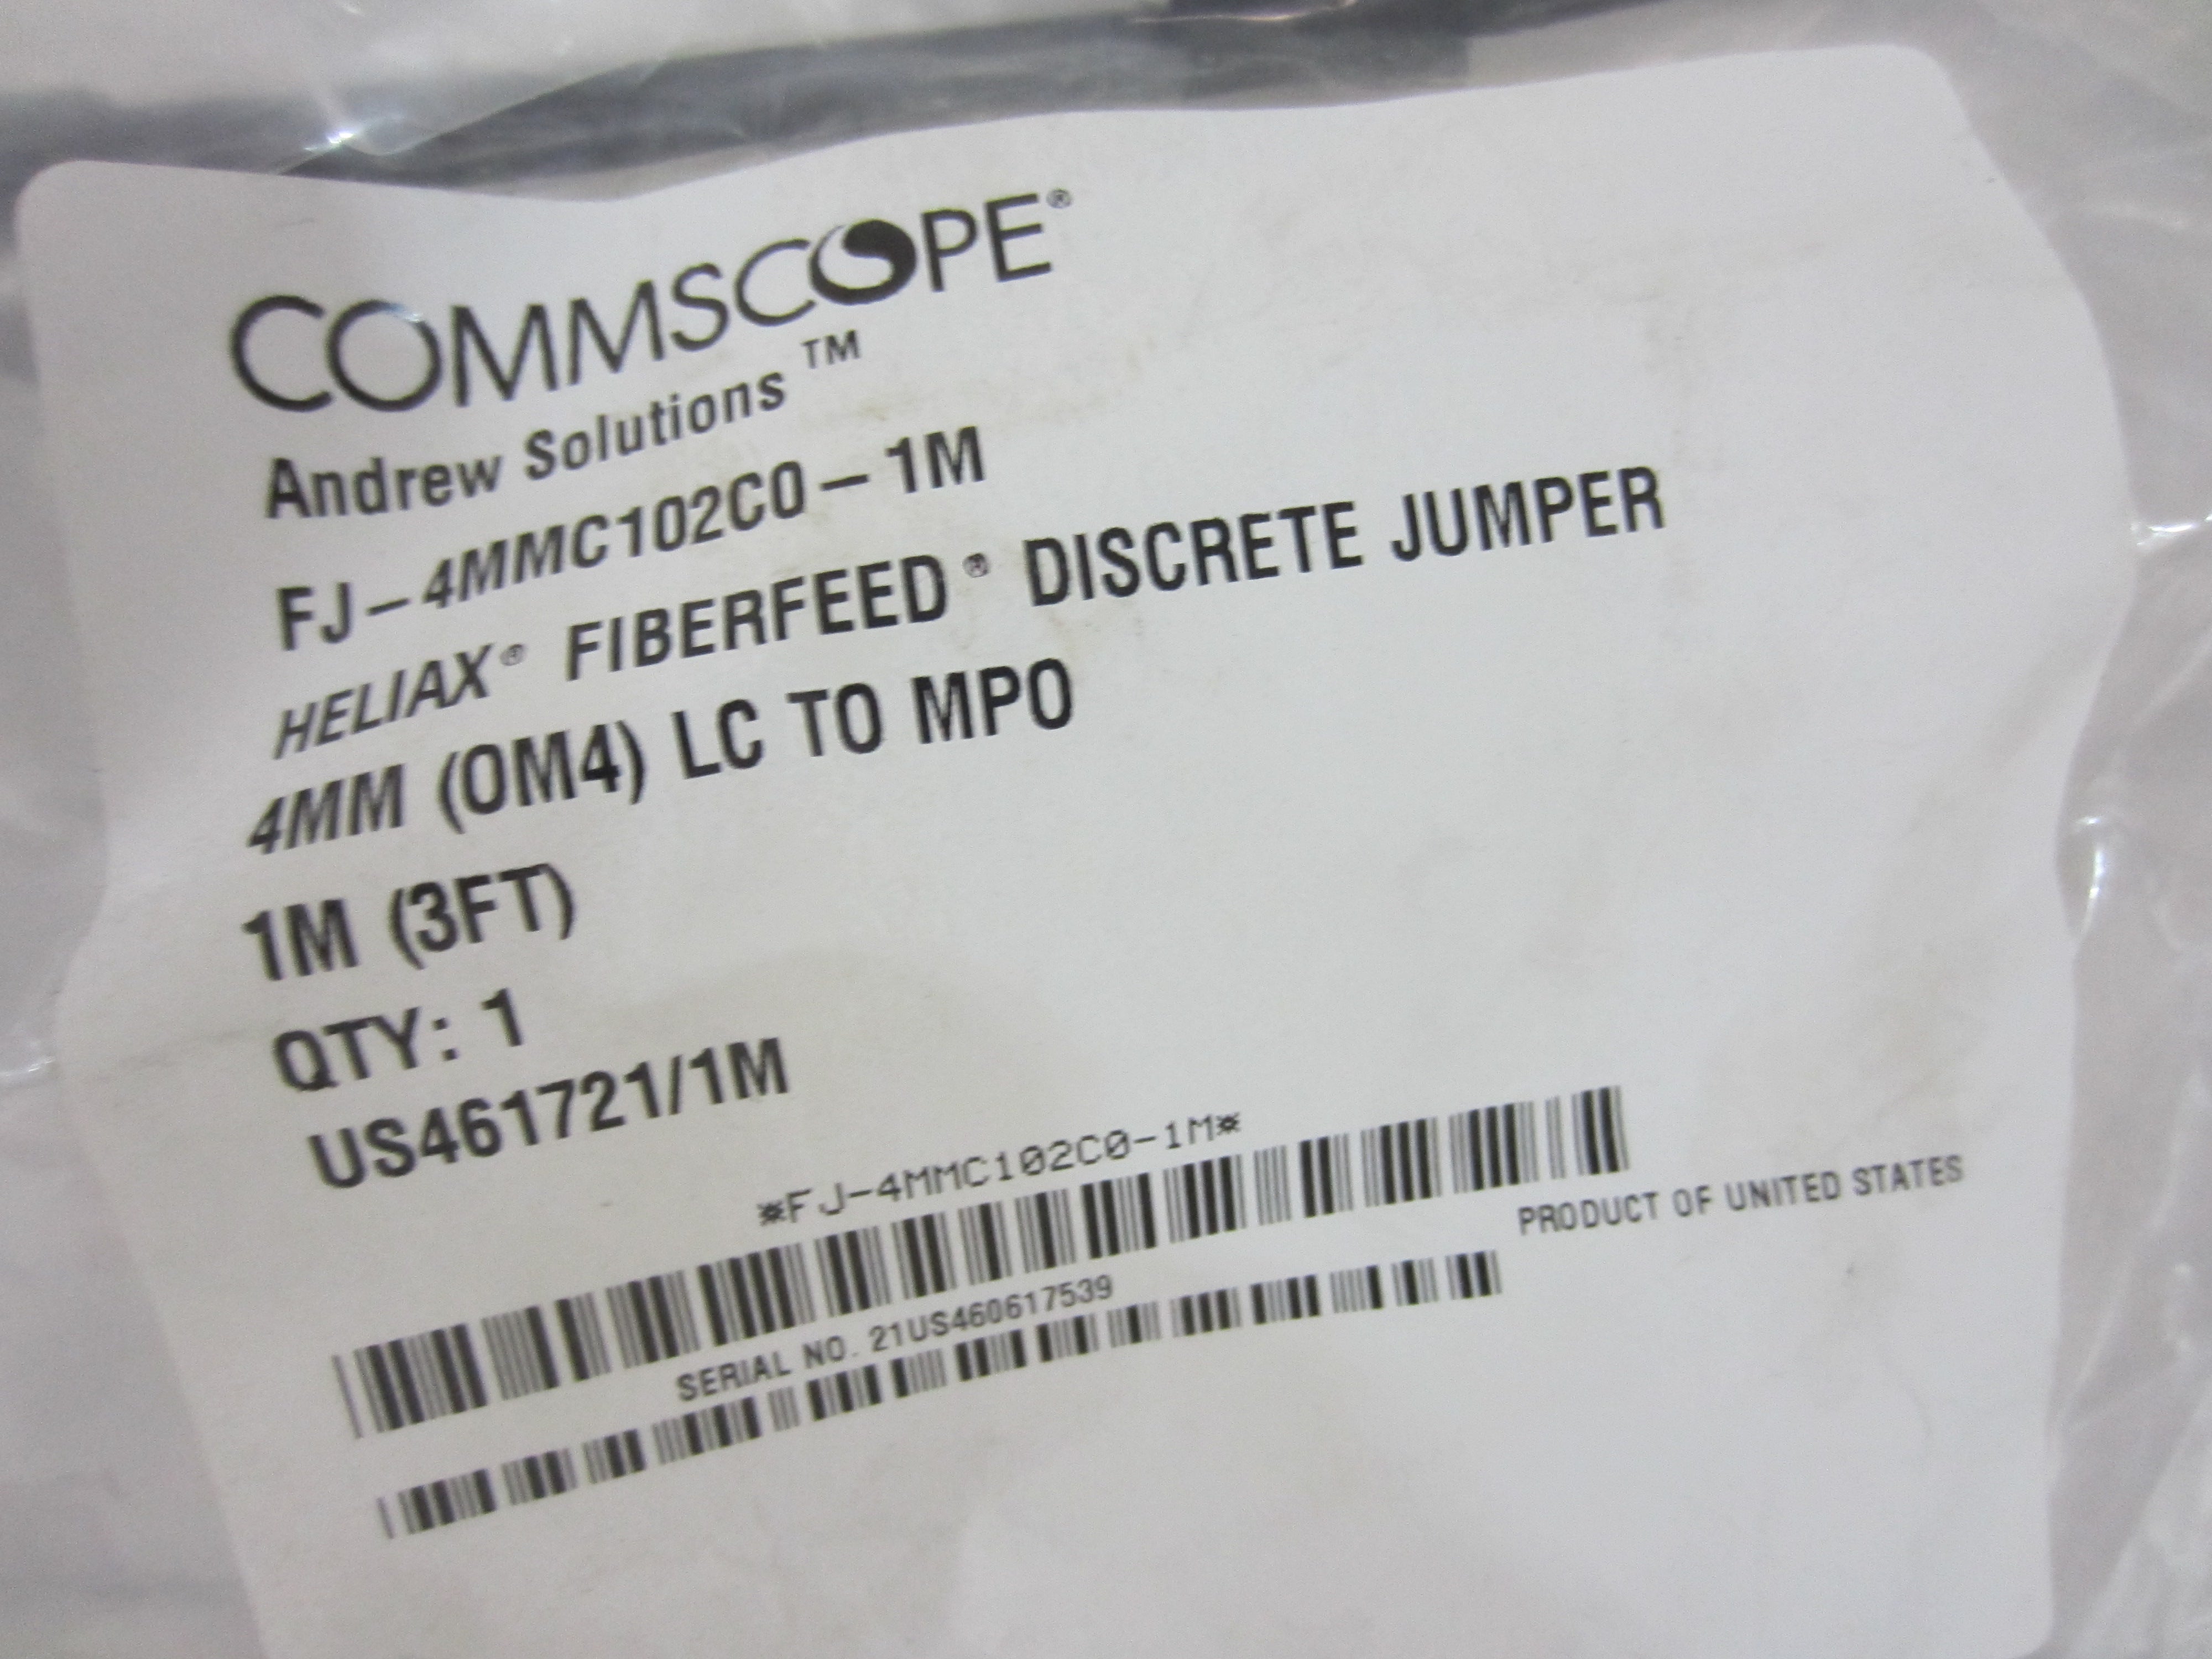 COMMSCOPE®
Andrew Solutions™
FJ-4MMC102C0-1M
HELIAX® FIBERFEED® DISCRETE JUMPER
4MM (OM4) LC TO MPO
1M (3FT)
QTY: 1
US461721/1M
*FJ-4MMC102C0-1M*
PRODUCT OF UNITED STATES
SERIAL NO. 21US460617539